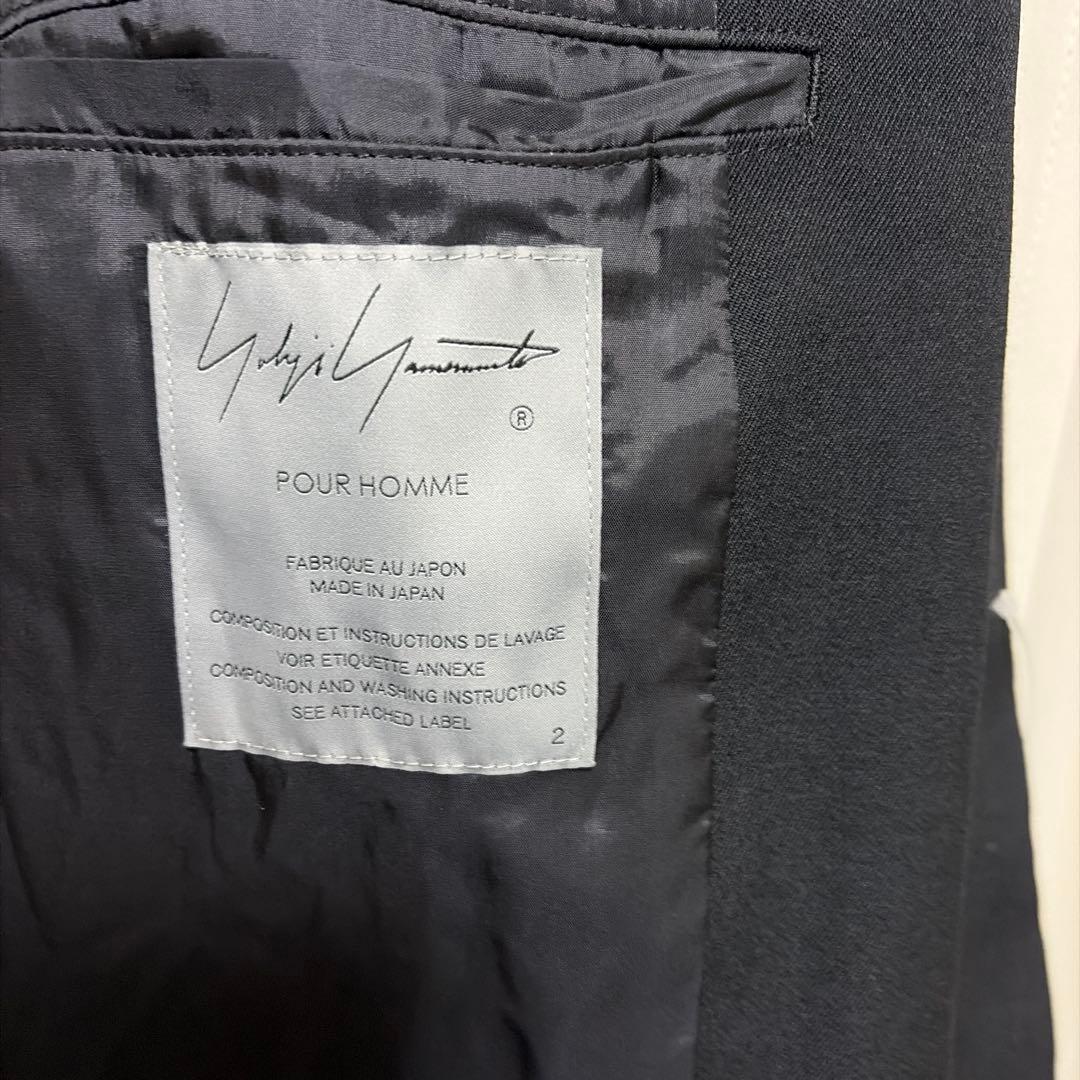 Yohji Yamamoto
®
POUR HOMME
FABRIQUE AU JAPON
MADE IN JAPAN
COMPOSITION ET INSTRUCTIONS DE LAVAGE
VOIR ETIQUETTE ANNEXE
COMPOSITION AND WASHING INSTRUCTIONS
SEE ATTACHED LABEL
2